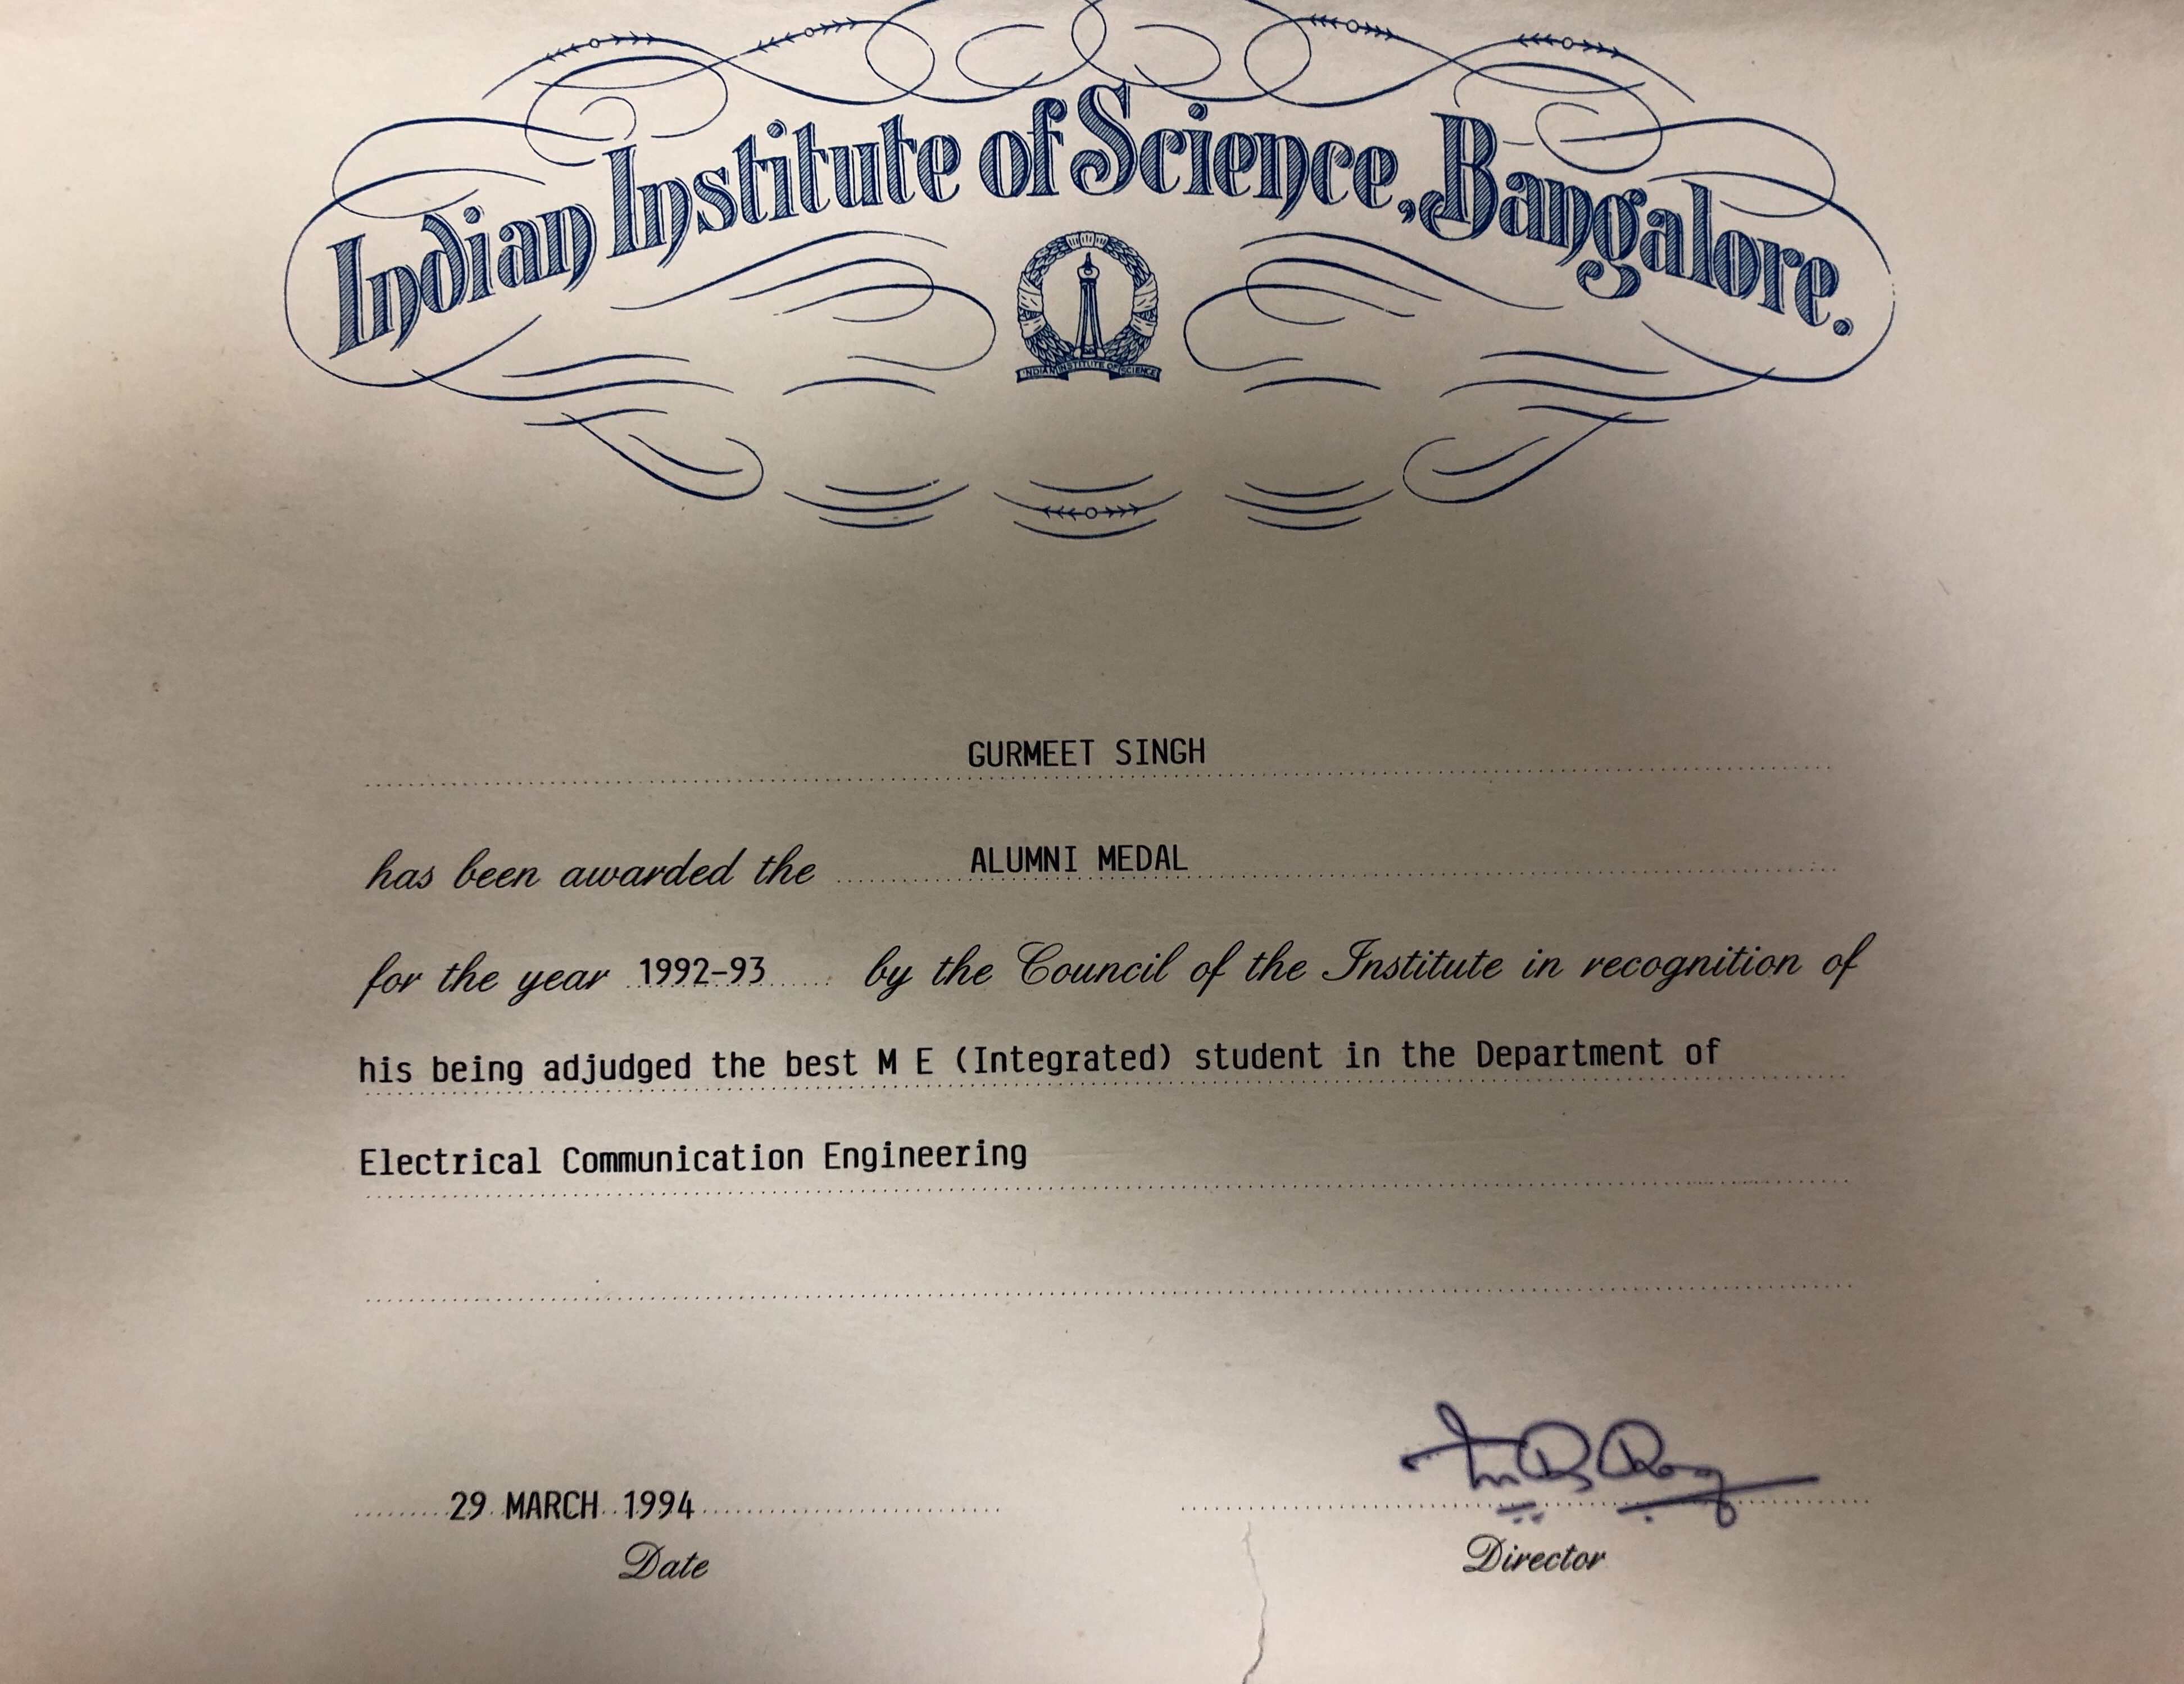 Indian Institute of Science, Bangalore.
INDIAN INSTITUTE OF SCIENCE
GURMEET SINGH
has been awarded the ALUMNI MEDAL
for the year 1992-93 by the Council of the Institute in recognition of
his being adjudged the best M E (Integrated) student in the Department of
Electrical Communication Engineering
29 MARCH 1994
Date
Director